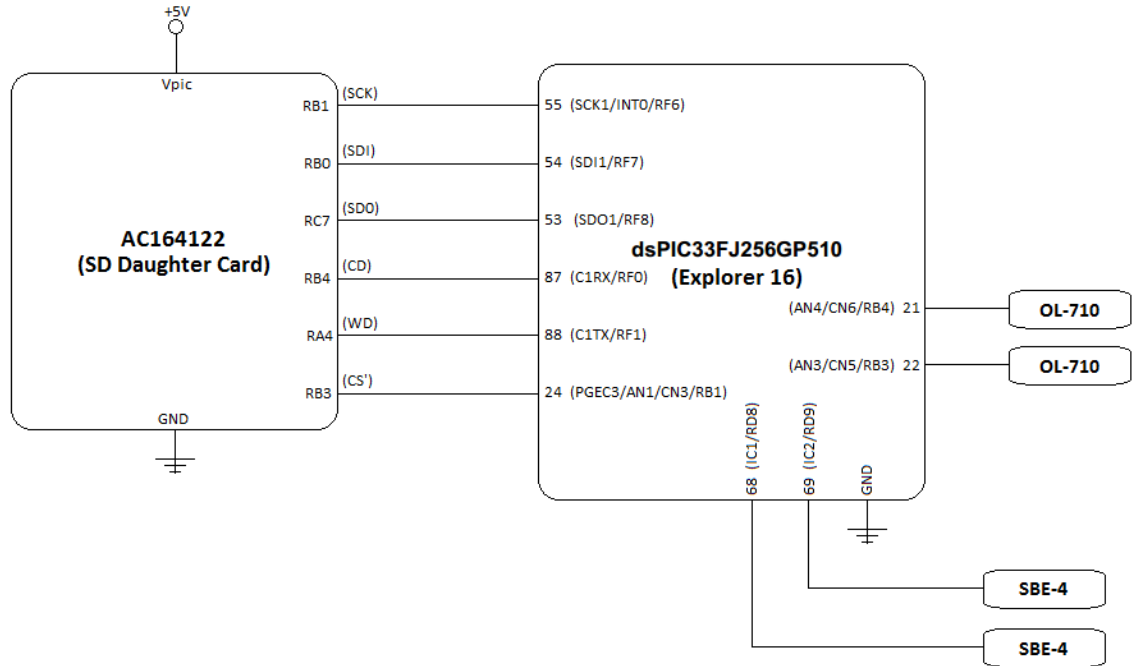 +5V
Vpic
RB1
(SCK)
RB0
(SDI)
RC7
(SDO)
RB4
(CD)
RA4
(WD)
RB3
(CS')
AC164122
(SD Daughter Card)
GND
55 (SCK1/INT0/RF6)
54 (SDI1/RF7)
53 (SDO1/RF8)
dsPIC33FJ256GP510
(Explorer 16)
87 (C1RX/RF0)
88 (C1TX/RF1)
24 (PGEC3/AN1/CN3/RB1)
(AN4/CN6/RB4) 21
(AN3/CN5/RB3) 22
68 (IC1/RD8)
69 (IC2/RD9)
GND
OL-710
OL-710
SBE-4
SBE-4